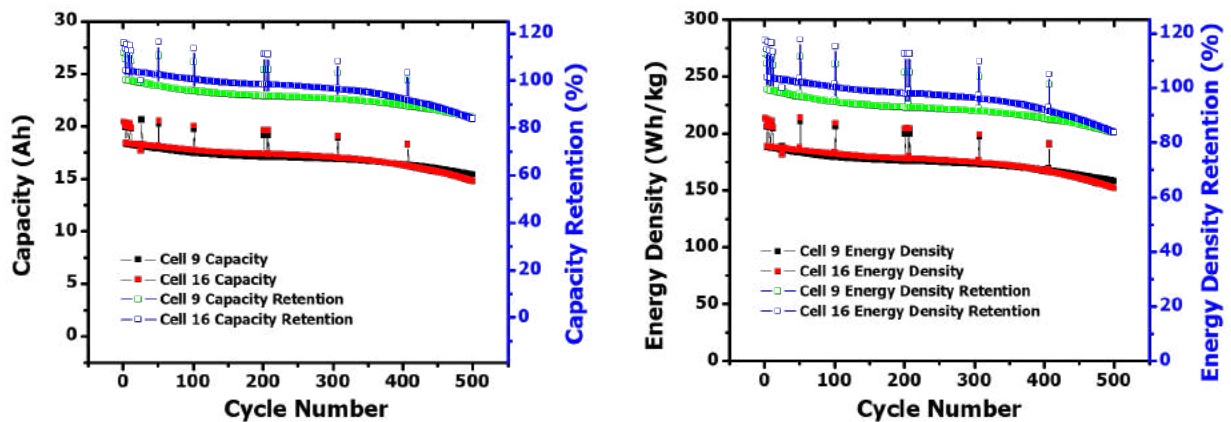 30
25
20
15
10
5
0
Capacity (Ah)
120
100
80
60
40
20
0
Capacity Retention (%)
Cell 9 Capacity
Cell 16 Capacity
Cell 9 Capacity Retention
Cell 16 Capacity Retention
0 100 200 300 400 500
Cycle Number
300
250
200
150
100
50
0
Energy Density (Wh/kg)
120
100
80
60
40
20
0
Energy Density Retention (%)
Cell 9 Energy Density
Cell 16 Energy Density
Cell 9 Energy Density Retention
Cell 16 Energy Density Retention
0 100 200 300 400 500
Cycle Number